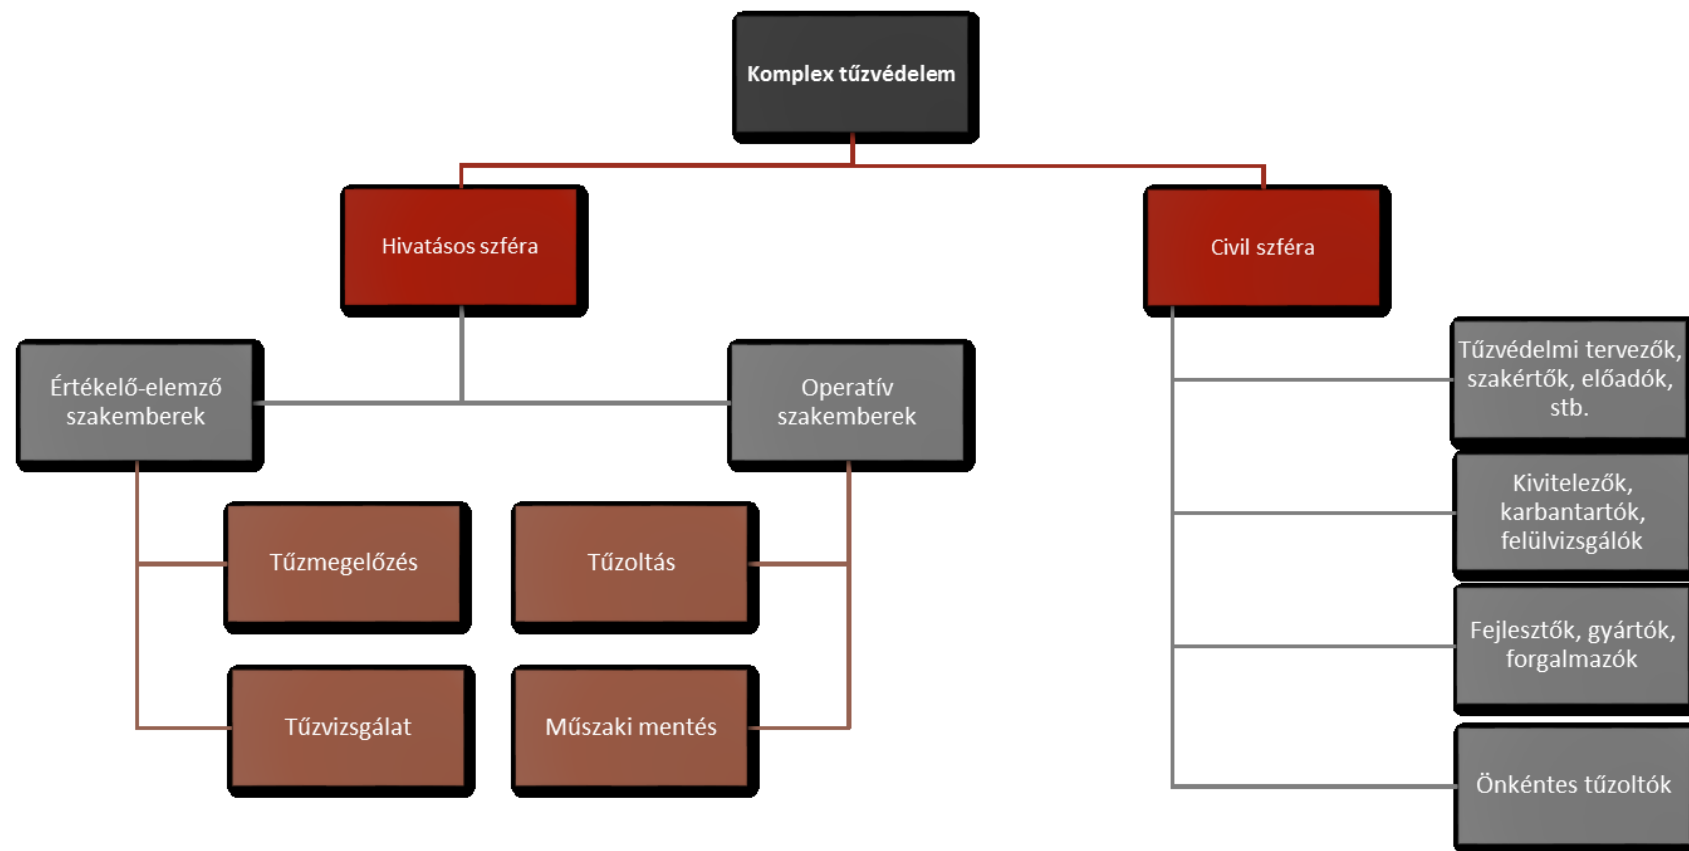 Komplex tűzvédelem
Hivatásos szféra
Civil szféra
Értékelő-elemző
szakemberek
Operatív
szakemberek
Tűzmegelőzés
Tűzoltás
Tűzvizsgálat
Műszaki mentés
Tűzvédelmi tervezők,
szakértők, előadók,
stb.
Kivitelezők,
karbantartók,
felülvizsgálók
Fejlesztők, gyártók,
forgalmazók
Önkéntes tűzoltók